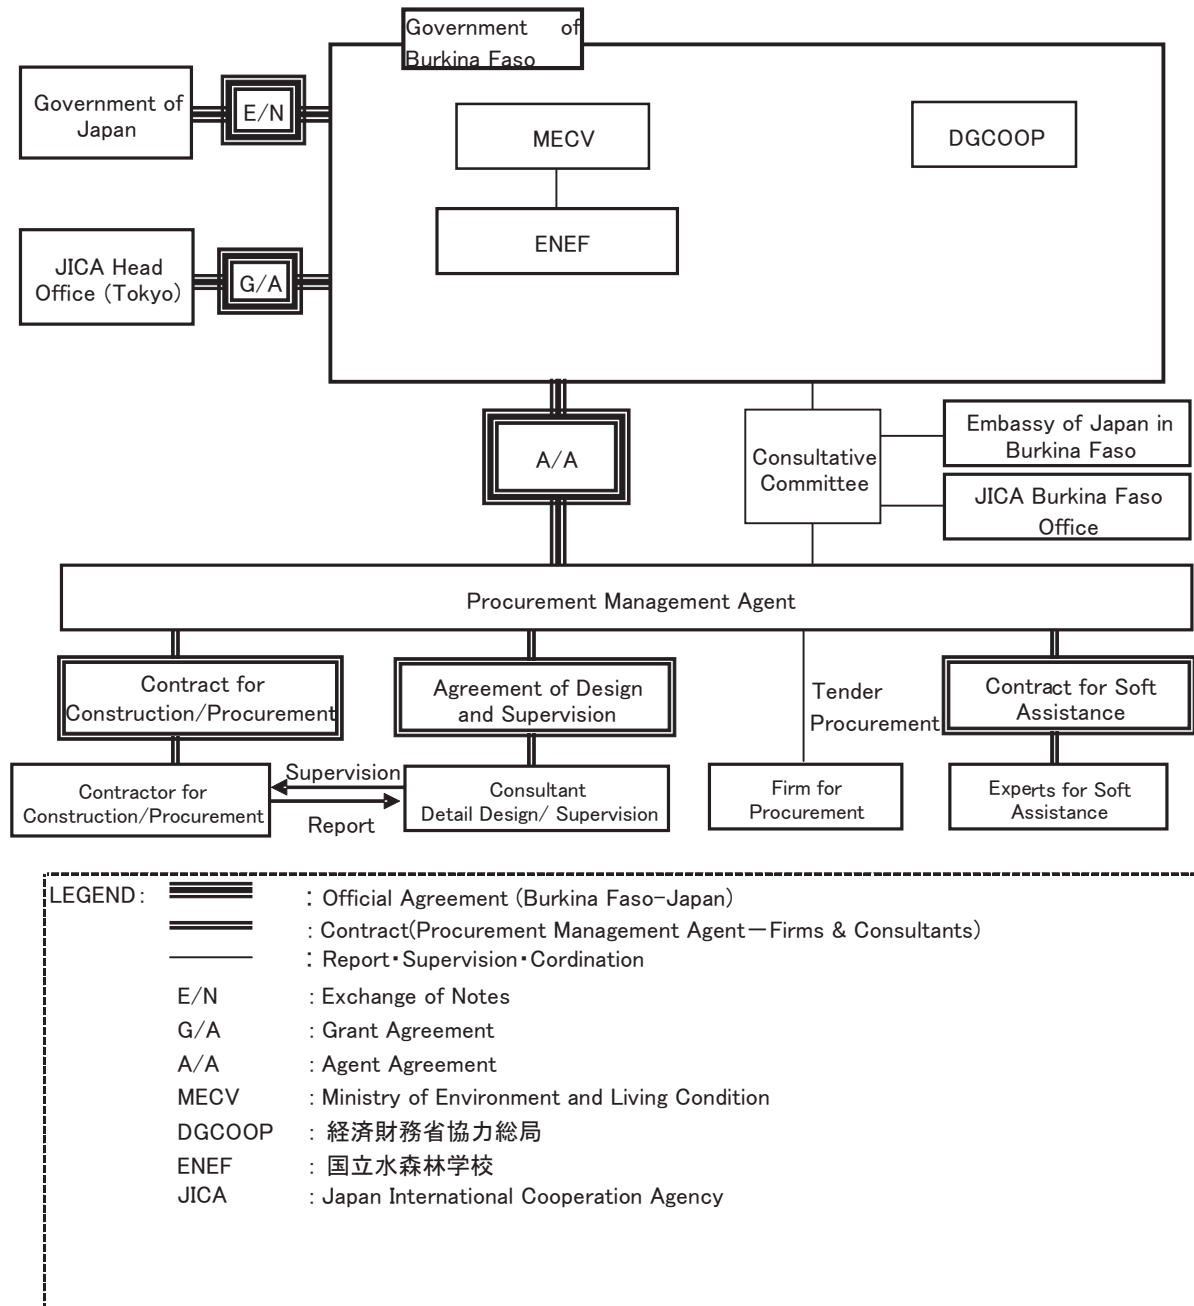 Government of
Burkina Faso
Government of
Japan
E/N
MECV
DGCOOP
ENEF
JICA Head
Office (Tokyo)
G/A
A/A
Consultative
Committee
Embassy of Japan in
Burkina Faso
JICA Burkina Faso
Office
Procurement Management Agent
Contract for
Construction/Procurement
Agreement of Design
and Supervision
Tender
Procurement
Contract for Soft
Assistance
Contractor for
Construction/Procurement
Supervision
Report
Consultant
Detail Design/ Supervision
Firm for
Procurement
Experts for Soft
Assistance
LEGEND:
: Official Agreement (Burkina Faso-Japan)
: Contract(Procurement Management Agent－Firms & Consultants)
: Report・Supervision・Cordination
E/N : Exchange of Notes
G/A : Grant Agreement
A/A : Agent Agreement
MECV : Ministry of Environment and Living Condition
DGCOOP : 経済財務省協力総局
ENEF : 国立水森林学校
JICA : Japan International Cooperation Agency